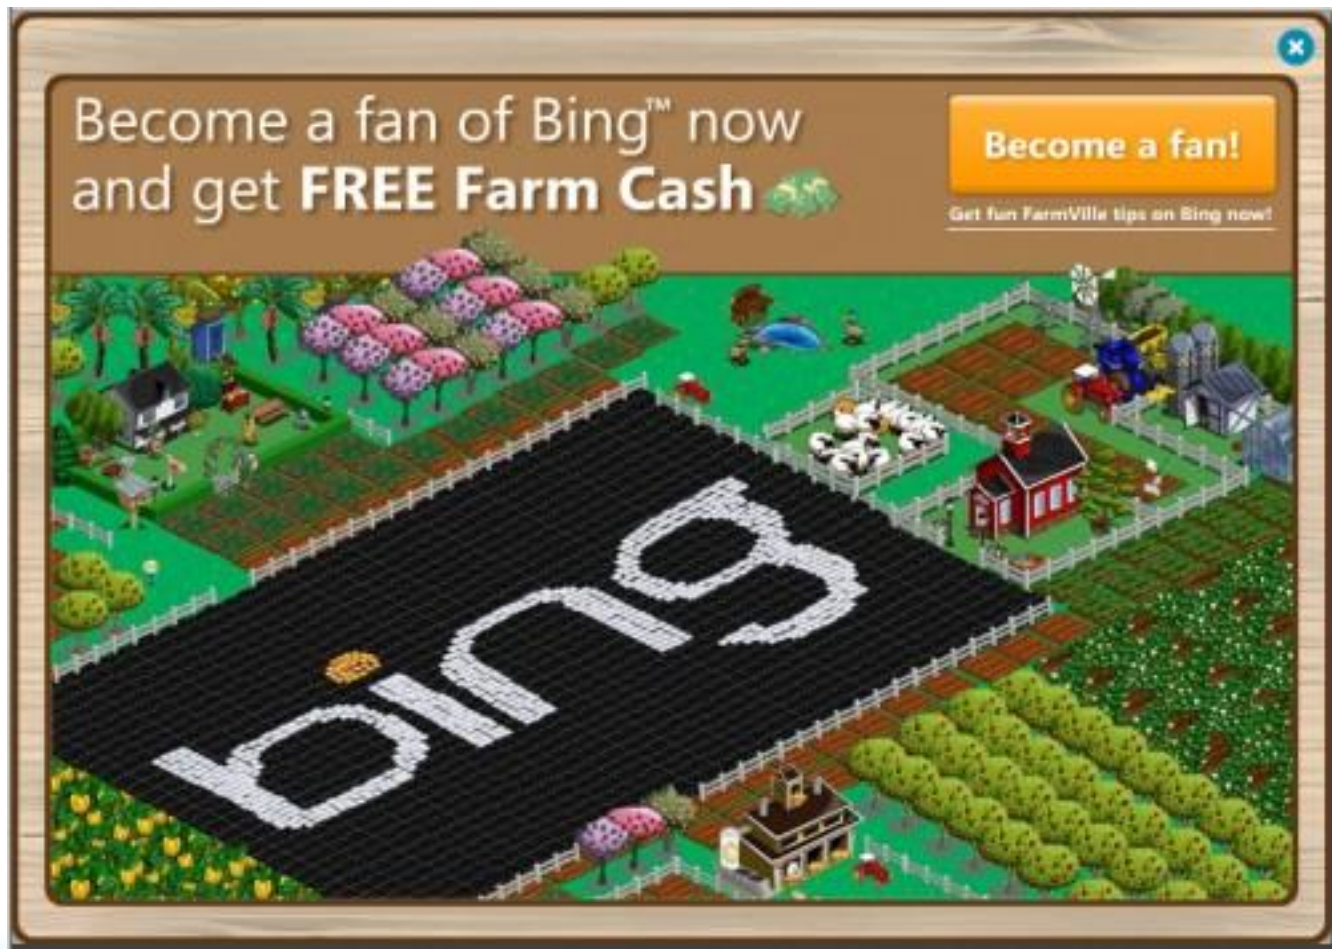 Become a fan of Bing™ now
and get FREE Farm Cash
Become a fan!
Get fun FarmVille tips on Bing now!
bing